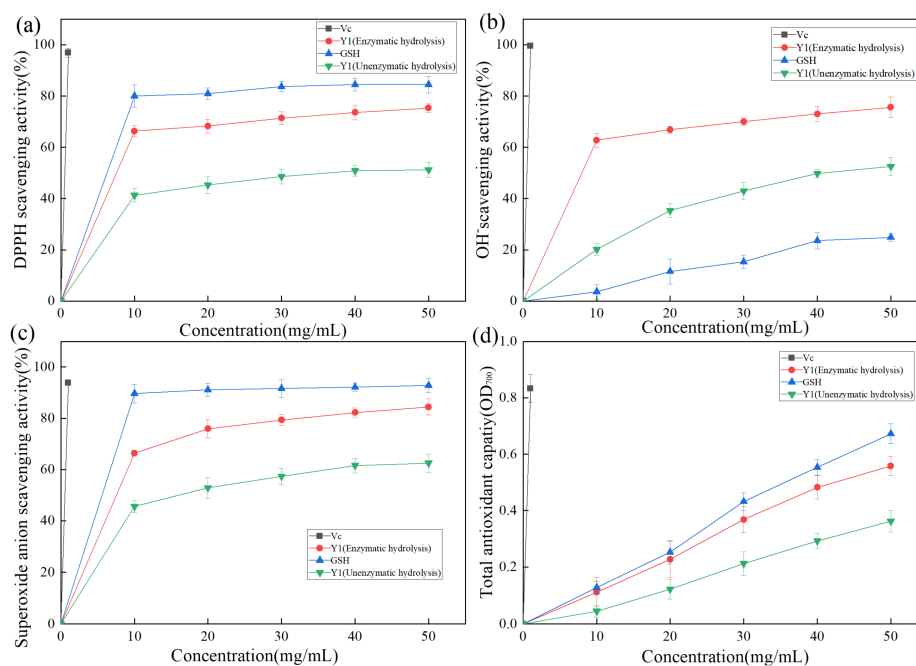 (a)
DPPH scavenging activity(%)
100
80
60
40
20
0
0 10 20 30 40 50
Concentration(mg/mL)
Vc
Y1(Enzymatic hydrolysis)
GSH
Y1(Unenzymatic hydrolysis)
(b)
OH-scavenging activity(%)
100
80
60
40
20
0
0 10 20 30 40 50
Concentration(mg/mL)
Vc
Y1(Enzymatic hydrolysis)
GSH
Y1(Unenzymatic hydrolysis)
(c)
Superoxide anion scavenging activity(%)
100
80
60
40
20
0
0 10 20 30 40 50
Concentration(mg/mL)
Vc
Y1(Enzymatic hydrolysis)
GSH
Y1(Unenzymatic hydrolysis)
(d)
Total antioxidant capatiy(OD700)
1.0
0.8
0.6
0.4
0.2
0.0
0 10 20 30 40 50
Concentration(mg/mL)
Vc
Y1(Enzymatic hydrolysis)
GSH
Y1(Unenzymatic hydrolysis)